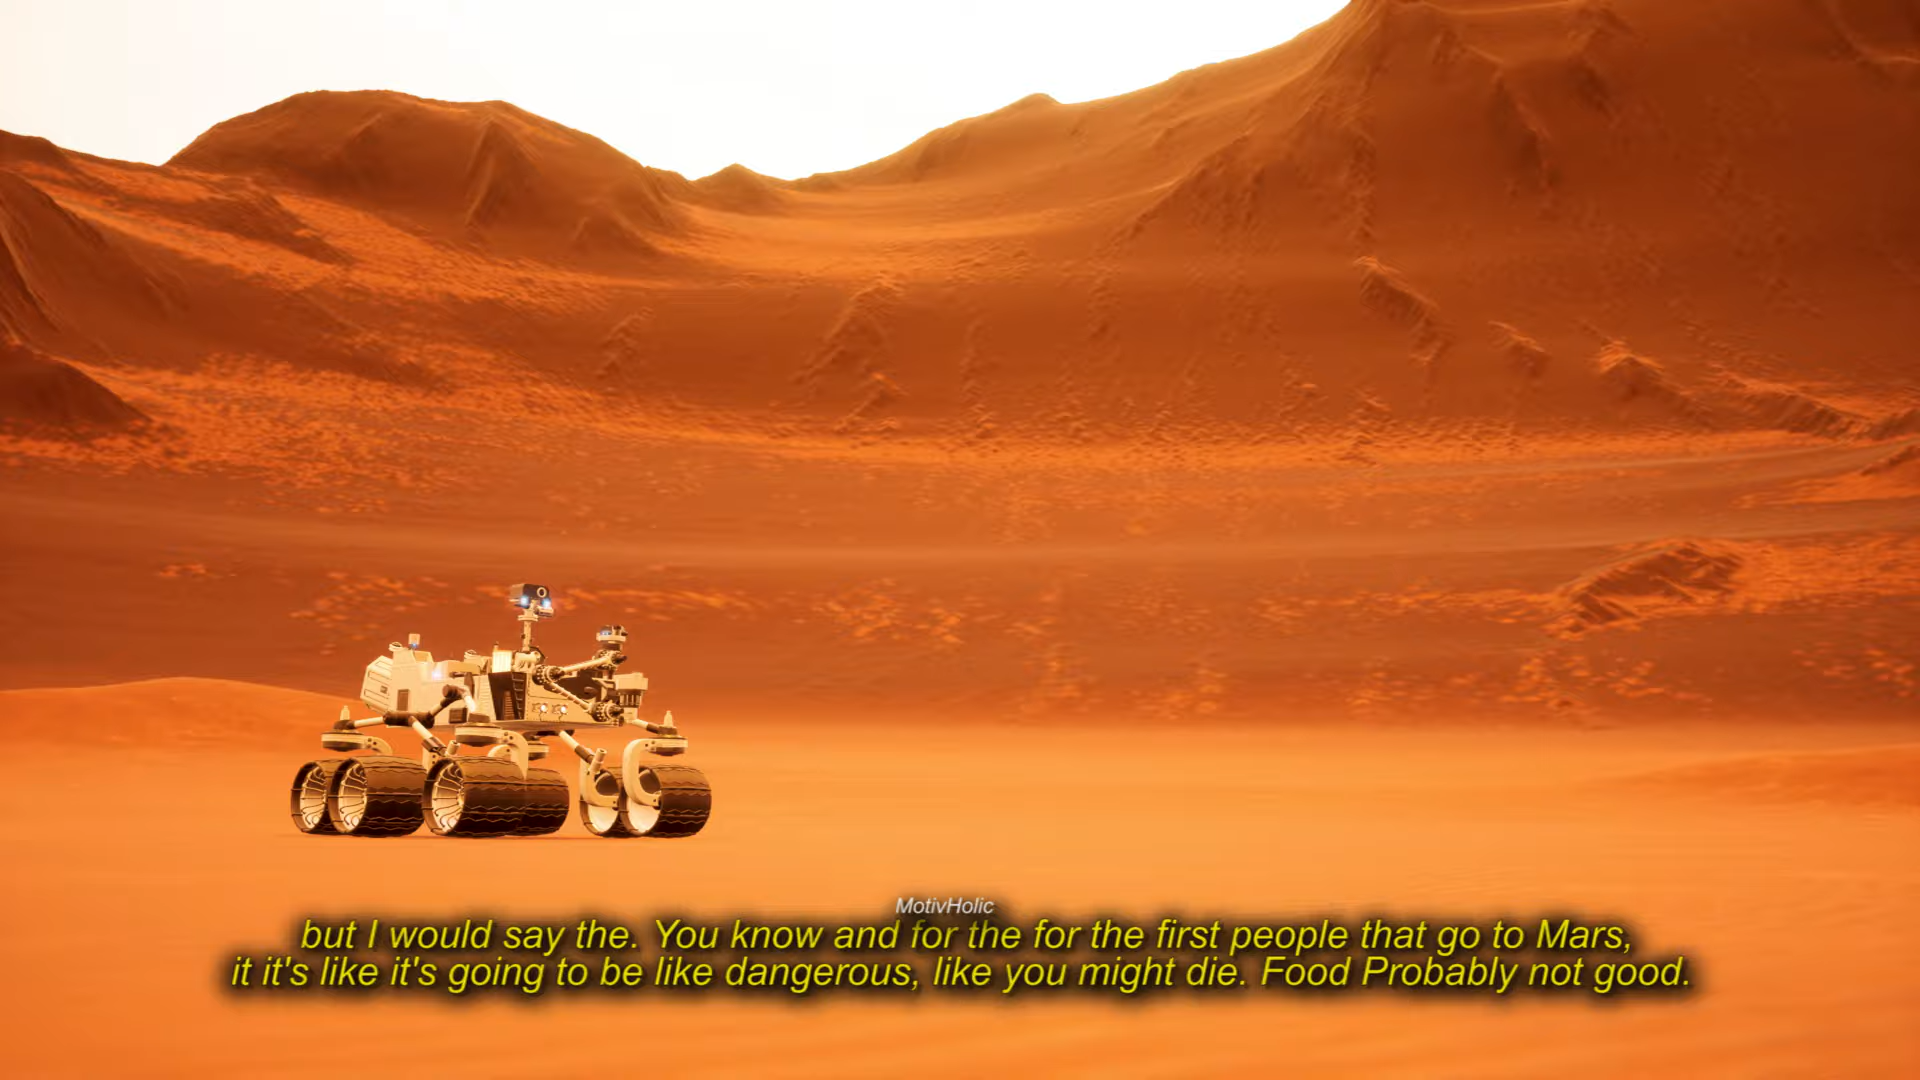 MotivHolic
but I would say the. You know and for the for the first people that go to Mars,
it it's like it's going to be like dangerous, like you might die. Food Probably not good.